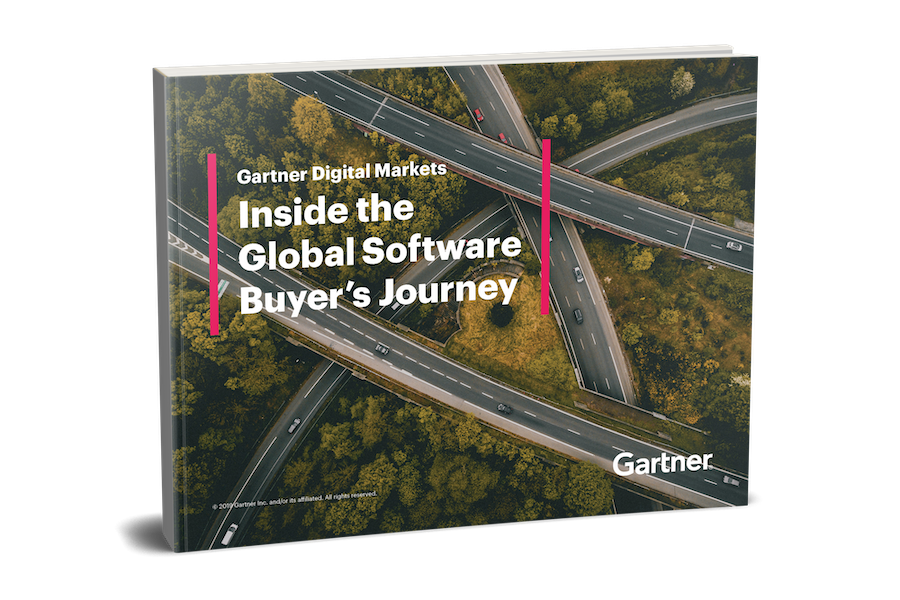 Gartner Digital Markets
Inside the
Global Software
Buyer's Journey
Gartner
© 2019 Gartner Inc. and/or its affiliated. All rights reserved.